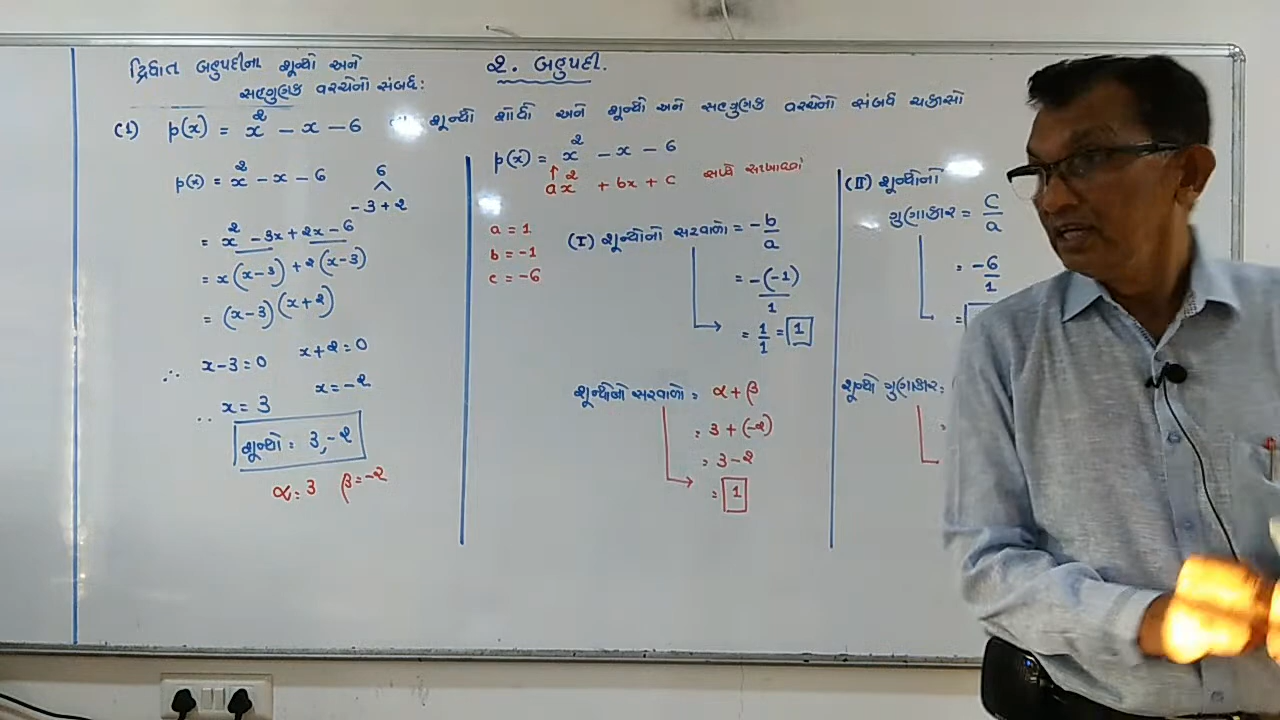 દ્વિઘાત બહુપદીના શૂન્યો અને
સહગુણક વચ્ચેનો સંબંધ:
૨. બહુપદી.
(1) p(x) = x² - x - 6 શૂન્યો શોધો અને શૂન્યો અને સહગુણક વચ્ચેનો સંબંધ ચકાસો
p(x) = x² - x - 6
6
- 3 + 2
= x² - 3x + 2x - 6
= x(x-3) + 2(x-3)
= (x-3)(x+2)
∴ x-3=0 x+2=0
∴ x = 3 x = -2
શૂન્યો = 3, -2
α = 3 β = -2
p(x) = x² - x - 6
↑
ax² + bx + c સાથે સરખાવતાં
a = 1
b = -1
c = -6
(I) શૂન્યોનો સરવાળો = -b/a
= -(-1)/1
= 1/1 = 1
શૂન્યોનો સરવાળો = α + β
= 3 + (-2)
= 3 - 2
= 1
(II) શૂન્યોનો
ગુણાકાર = c/a
= -6/1
=
શૂન્યો ગુણાકાર =
=